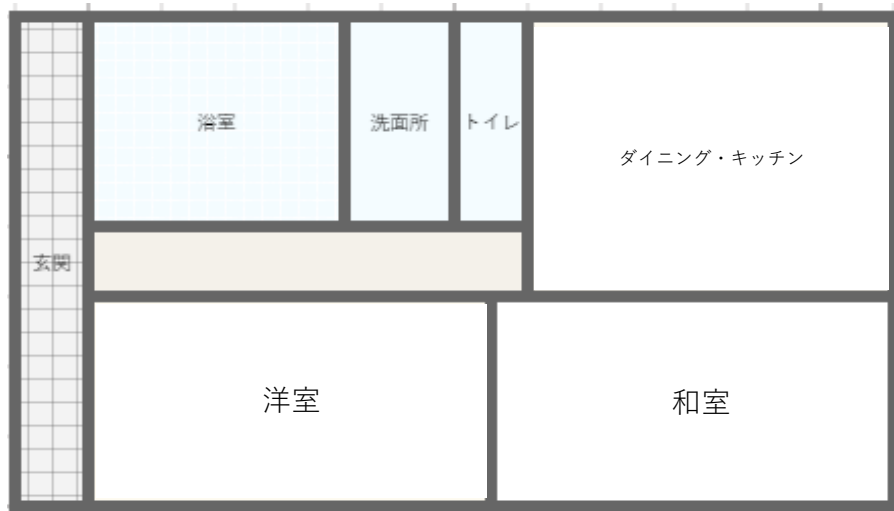 浴室
洗面所
トイレ
ダイニング・キッチン
玄関
洋室
和室